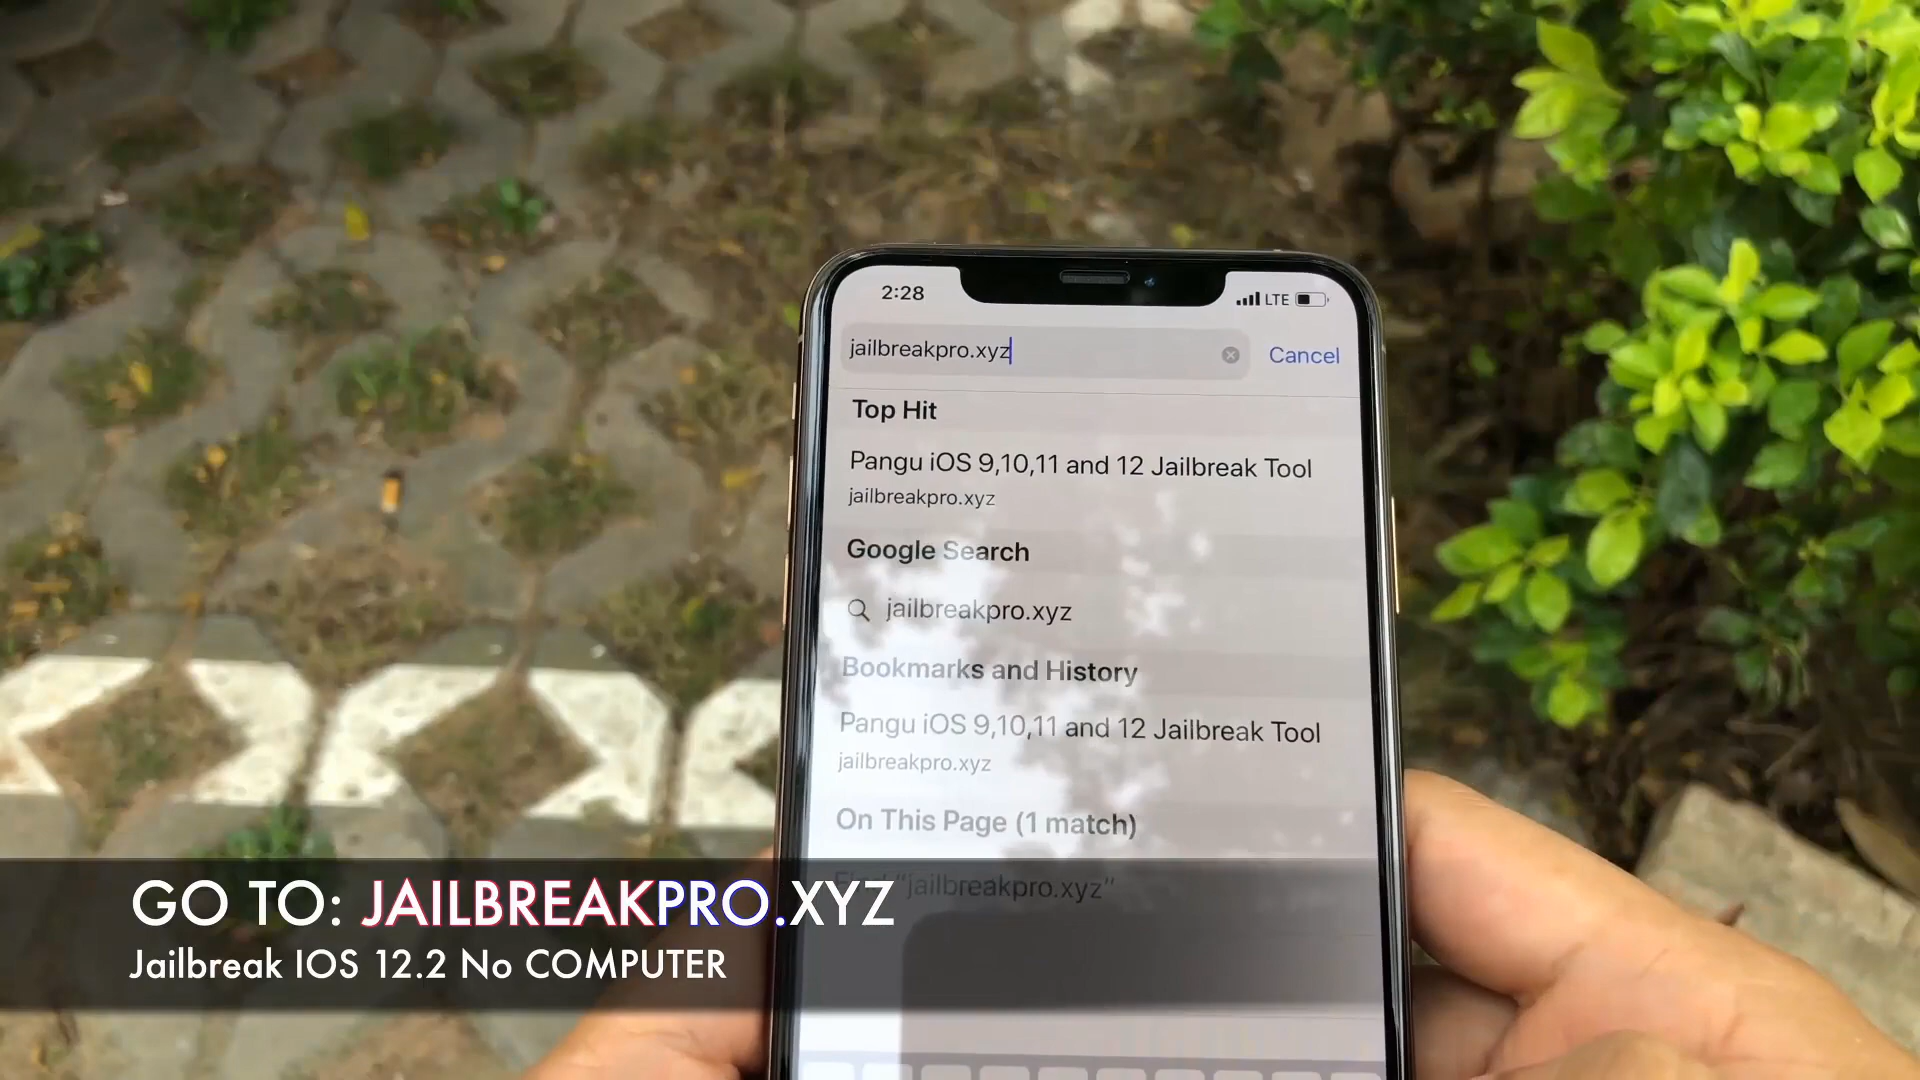 2:28
LTE
jailbreakpro.xyz
Cancel
Top Hit
Pangu iOS 9,10,11 and 12 Jailbreak Tool
jailbreakpro.xyz
Google Search
jailbreakpro.xyz
Bookmarks and History
Pangu iOS 9,10,11 and 12 Jailbreak Tool
jailbreakpro.xyz
On This Page (1 match)
Find “jailbreakpro.xyz”
GO TO: JAILBREAKPRO.XYZ
Jailbreak IOS 12.2 No COMPUTER